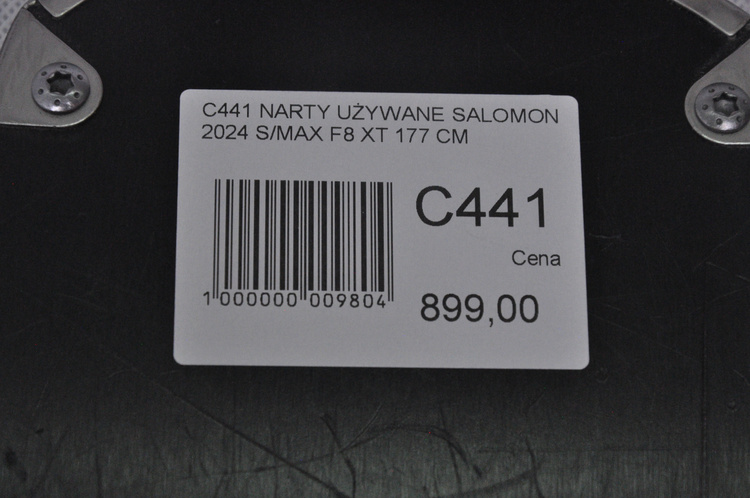 C441 NARTY UŻYWANE SALOMON
2024 S/MAX F8 XT 177 CM
C441
Cena
1 000000 009804
899,00